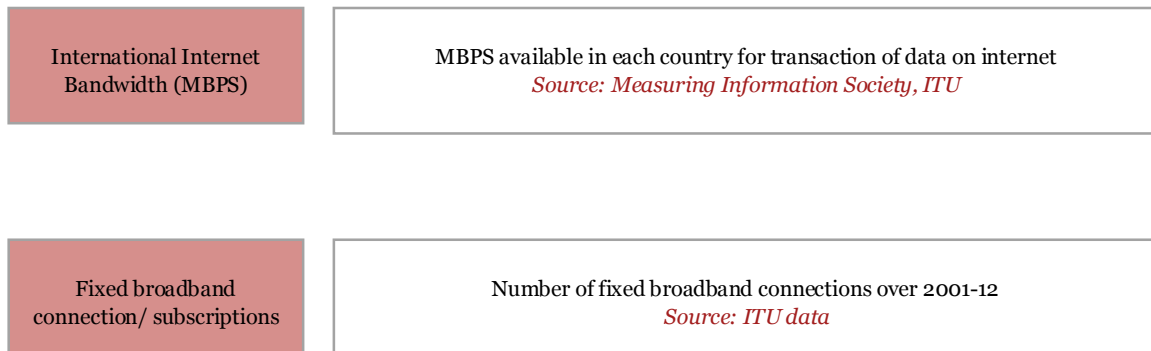 International Internet
Bandwidth (MBPS)
MBPS available in each country for transaction of data on internet
Source: Measuring Information Society, ITU
Fixed broadband
connection/ subscriptions
Number of fixed broadband connections over 2001-12
Source: ITU data